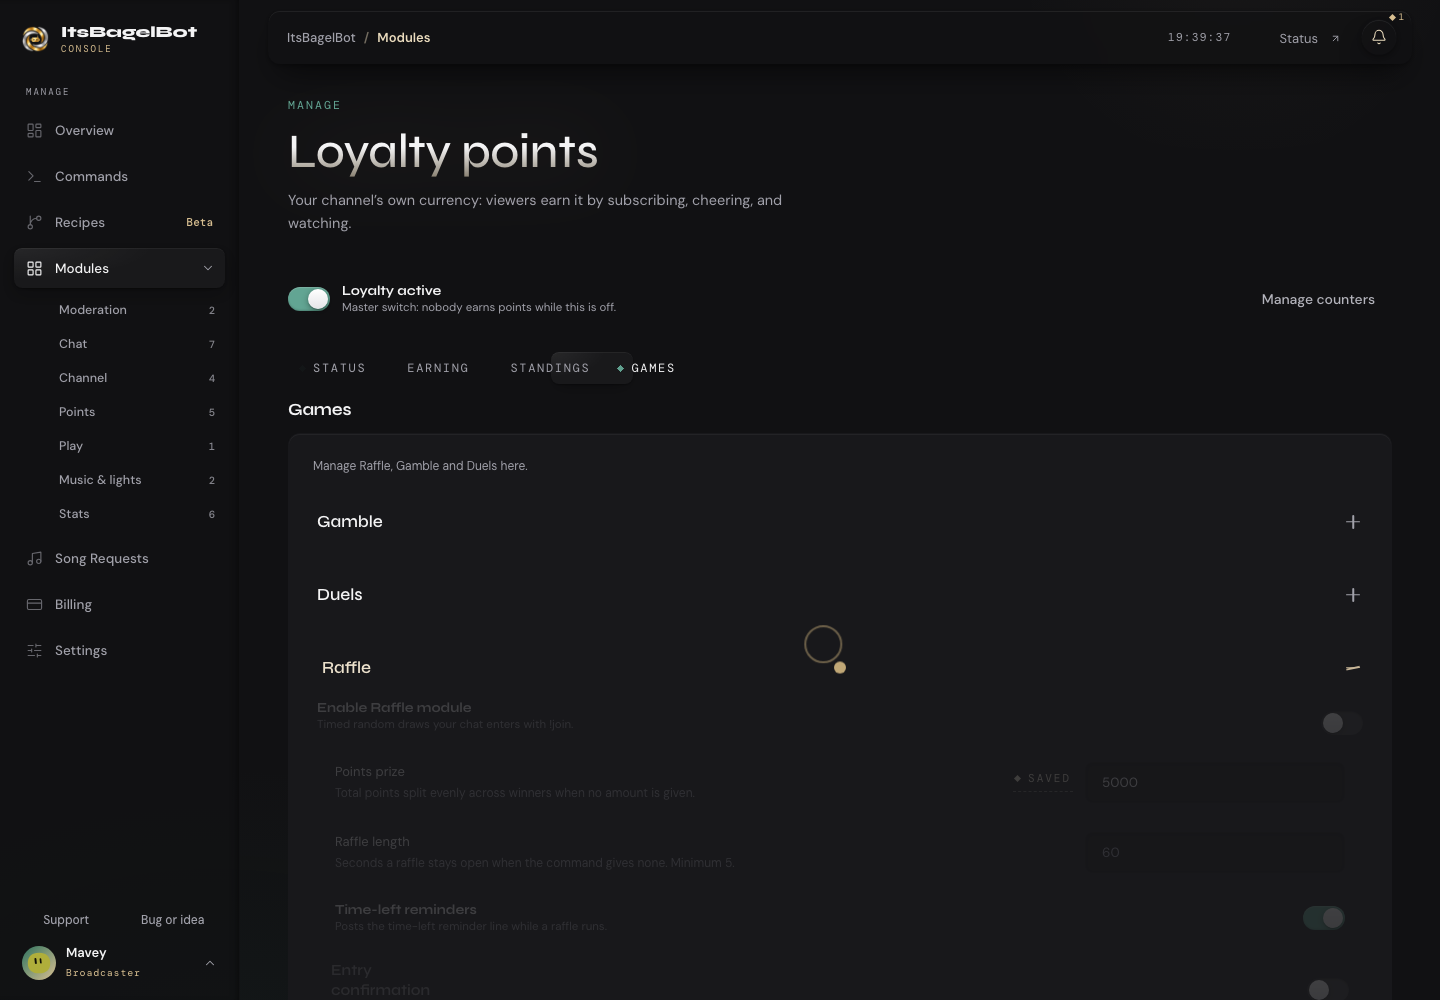 ItsBagelBot
CONSOLE
MANAGE
Overview
Commands
Recipes Beta
Modules
Moderation 2
Chat 7
Channel 4
Points 5
Play 1
Music & lights 2
Stats 6
Song Requests
Billing
Settings
Support Bug or idea
Mavey
Broadcaster
ItsBagelBot / Modules 19:39:37 Status 1
MANAGE
Loyalty points
Your channel’s own currency: viewers earn it by subscribing, cheering, and
watching.
Loyalty active
Master switch: nobody earns points while this is off.
Manage counters
STATUS EARNING STANDINGS GAMES
Games
Manage Raffle, Gamble and Duels here.
Gamble
Duels
Raffle
Enable Raffle module
Timed random draws your chat enters with !join.
Points prize
Total points split evenly across winners when no amount is given.
SAVED 5000
Raffle length
Seconds a raffle stays open when the command gives none. Minimum 5.
60
Time-left reminders
Posts the time-left reminder line while a raffle runs.
Entry
confirmation